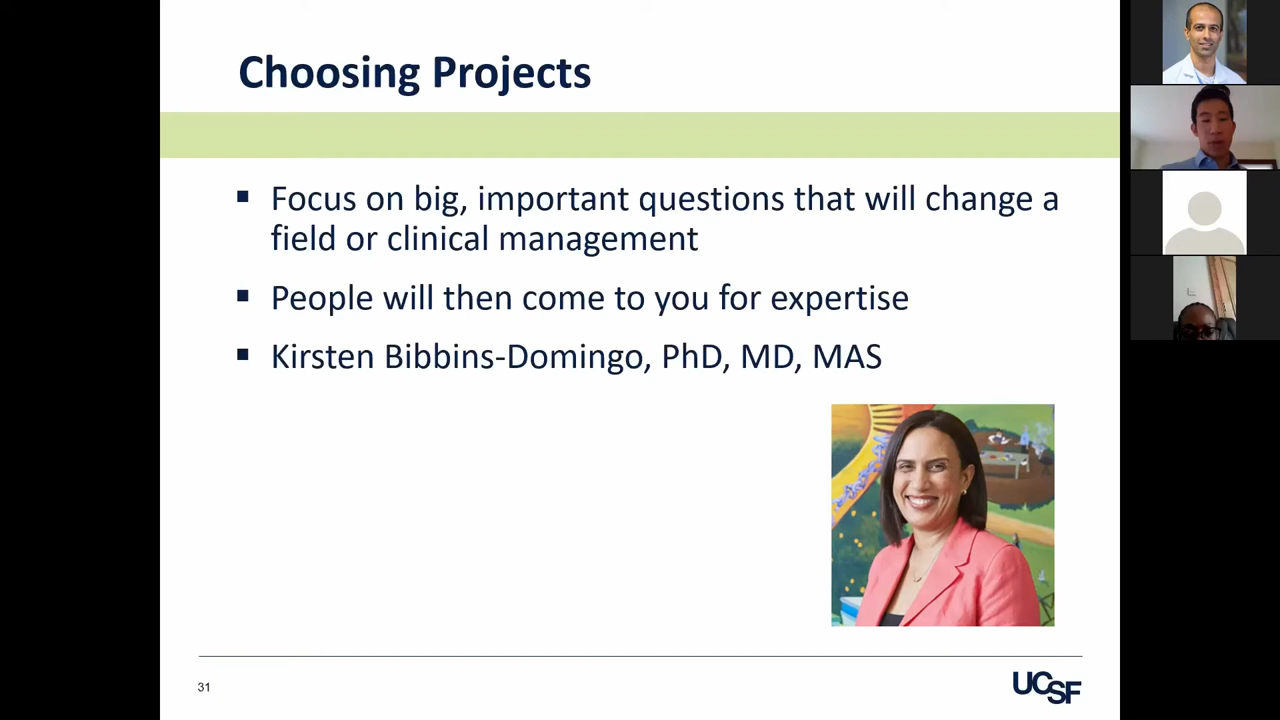 Choosing Projects
▪ Focus on big, important questions that will change a
field or clinical management
▪ People will then come to you for expertise
▪ Kirsten Bibbins-Domingo, PhD, MD, MAS
31
UCSF